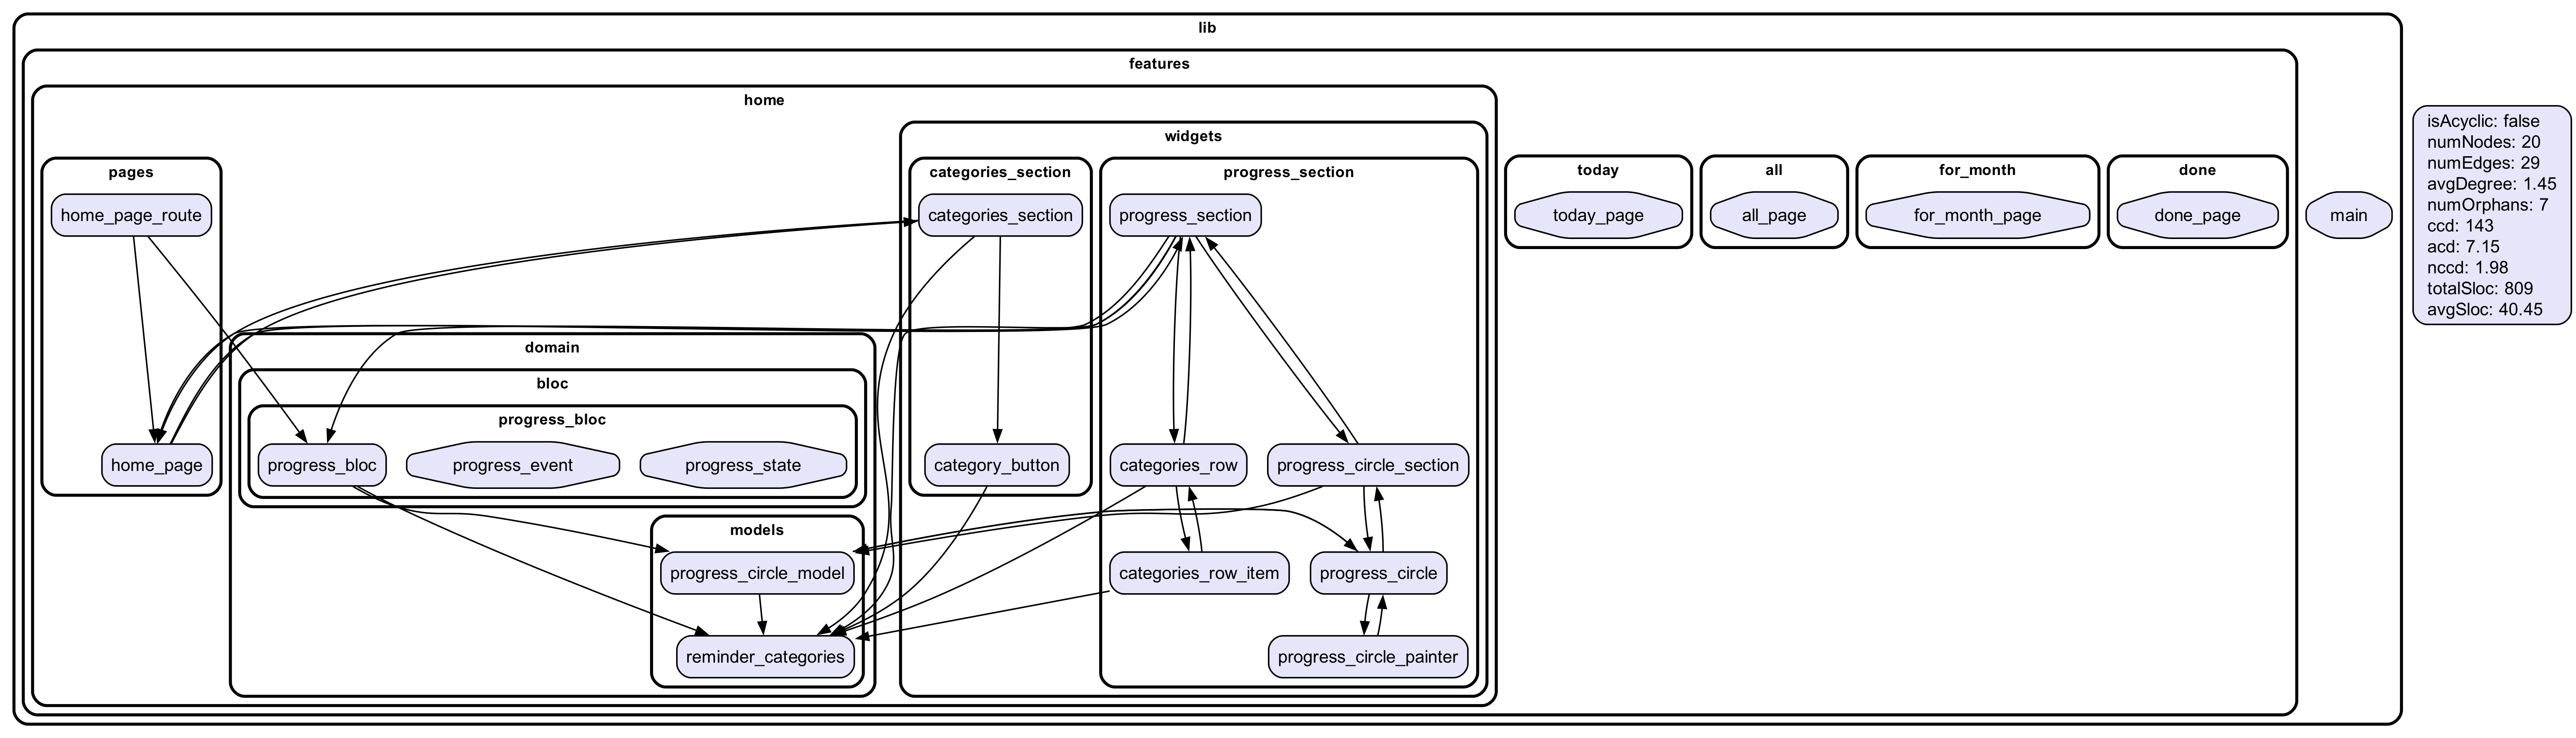 lib
features
home
pages
home_page_route
home_page
domain
bloc
progress_bloc
progress_bloc
progress_event
progress_state
models
progress_circle_model
reminder_categories
widgets
categories_section
categories_section
category_button
progress_section
progress_section
categories_row
progress_circle_section
categories_row_item
progress_circle
progress_circle_painter
today
today_page
all
all_page
for_month
for_month_page
done
done_page
main
isAcyclic: false
numNodes: 20
numEdges: 29
avgDegree: 1.45
numOrphans: 7
ccd: 143
acd: 7.15
nccd: 1.98
totalSloc: 809
avgSloc: 40.45